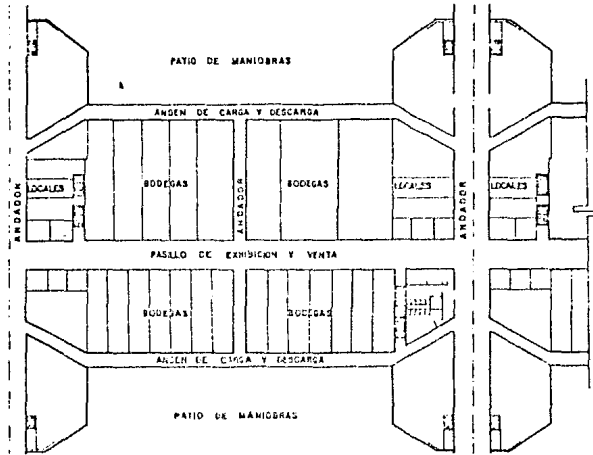 PATIO DE MANIOBRAS
ANDEN DE CARGA Y DESCARGA
ANDADOR
LOCALES
BODEGAS
ANDADOR
BODEGAS
LOCALES
ANDADOR
LOCALES
PASILLO DE EXHIBICION Y VENTA
BODEGAS
BODEGAS
ANDEN DE CARGA Y DESCARGA
PATIO DE MANIOBRAS